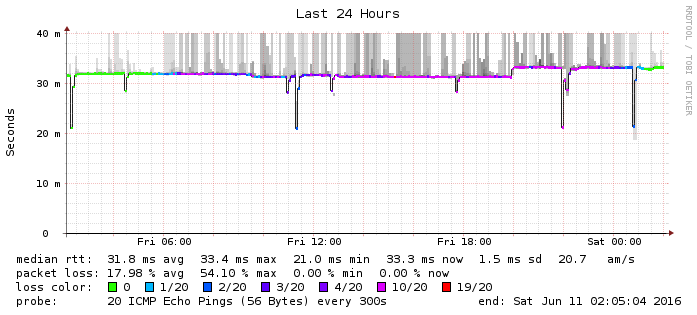 Last 24 Hours
RRDTOOL / TOBI OETIKER
Seconds
40 m
30 m
20 m
10 m
0
Fri 06:00 Fri 12:00 Fri 18:00 Sat 00:00
median rtt: 31.8 ms avg 33.4 ms max 21.0 ms min 33.3 ms now 1.5 ms sd 20.7 am/s
packet loss: 17.98 % avg 54.10 % max 0.00 % min 0.00 % now
loss color: 0 1/20 2/20 3/20 4/20 10/20 19/20
probe: 20 ICMP Echo Pings (56 Bytes) every 300s end: Sat Jun 11 02:05:04 2016